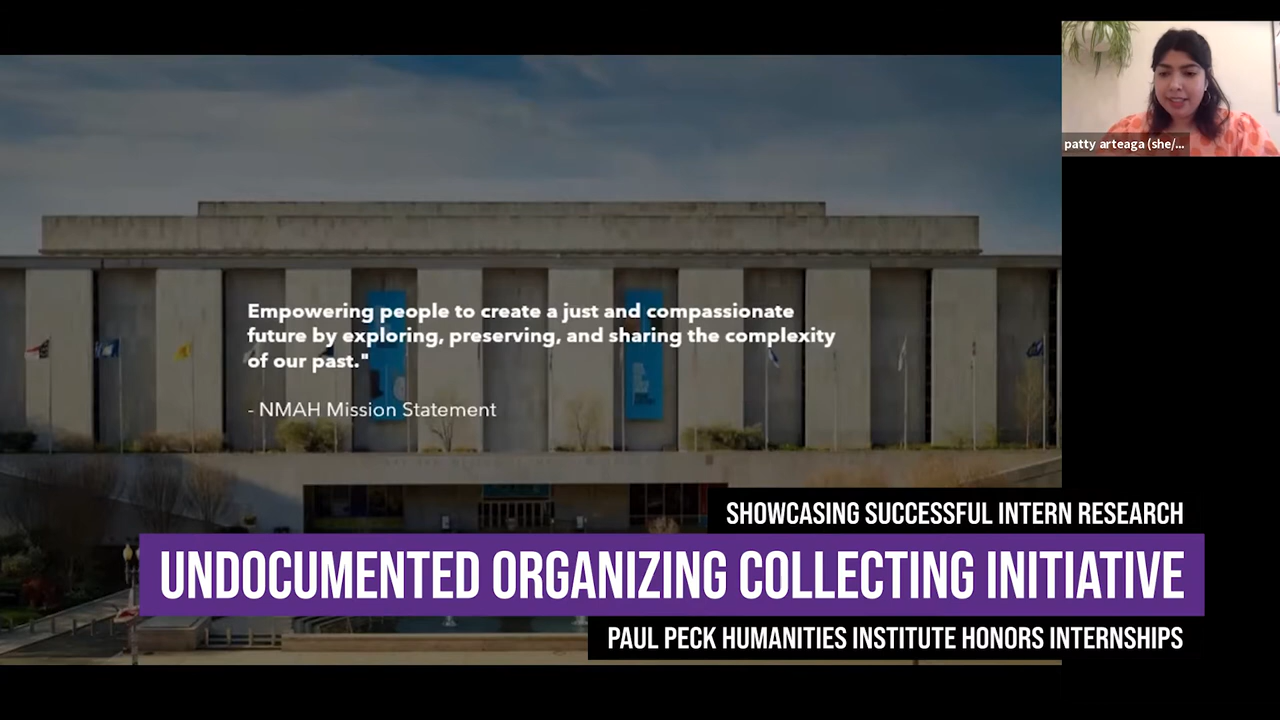 patty arteaga (she/...
Empowering people to create a just and compassionate
future by exploring, preserving, and sharing the complexity
of our past."
- NMAH Mission Statement
SHOWCASING SUCCESSFUL INTERN RESEARCH
UNDOCUMENTED ORGANIZING COLLECTING INITIATIVE
PAUL PECK HUMANITIES INSTITUTE HONORS INTERNSHIPS